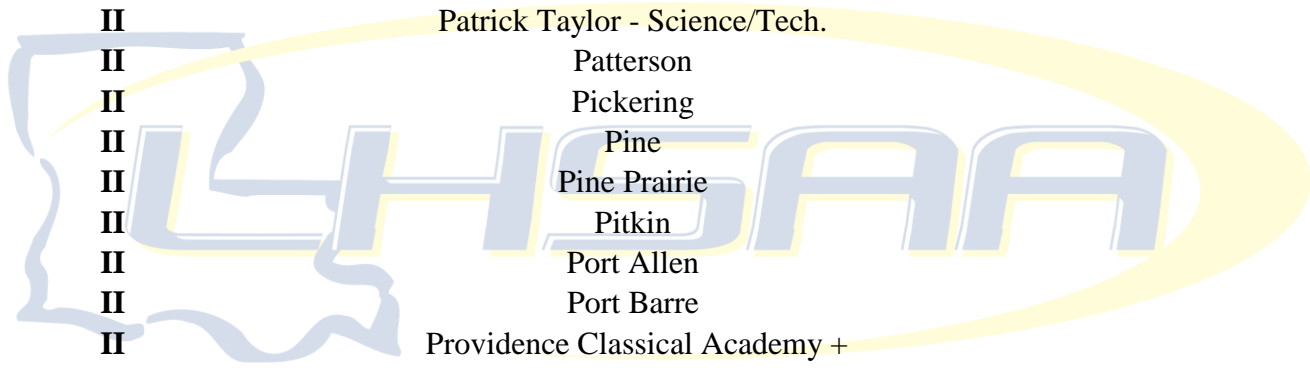 II Patrick Taylor - Science/Tech.
II Patterson
II Pickering
II Pine
II Pine Prairie
II Pitkin
II Port Allen
II Port Barre
II Providence Classical Academy +
LHSAA